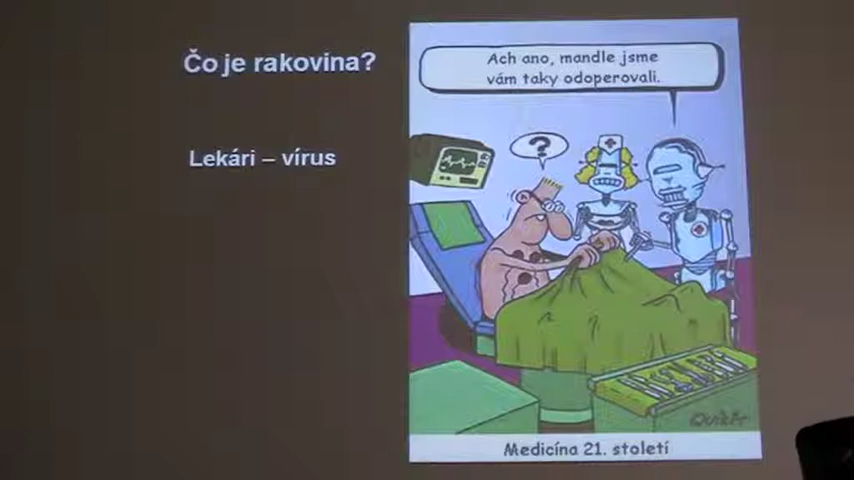 Čo je rakovina?
Lekári – vírus
Ach ano, mandle jsme
vám taky odoperovali.
?
Medicína 21. století